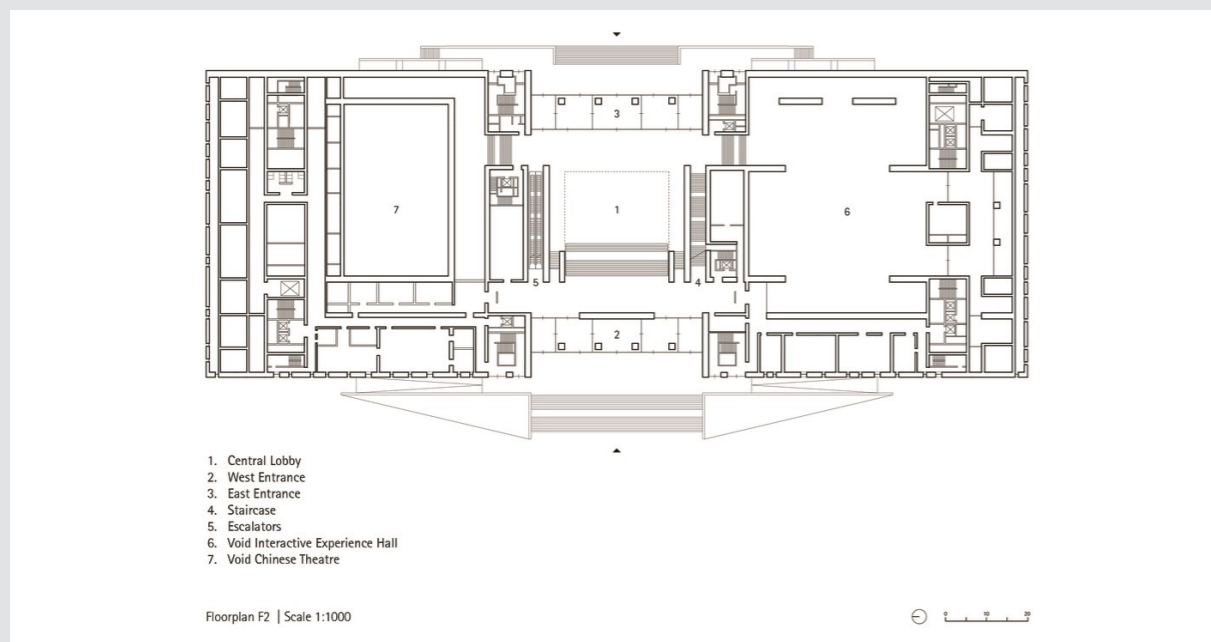 3
7
1
6
5
4
2
1. Central Lobby
2. West Entrance
3. East Entrance
4. Staircase
5. Escalators
6. Void Interactive Experience Hall
7. Void Chinese Theatre
Floorplan F2 | Scale 1:1000
0 10 20